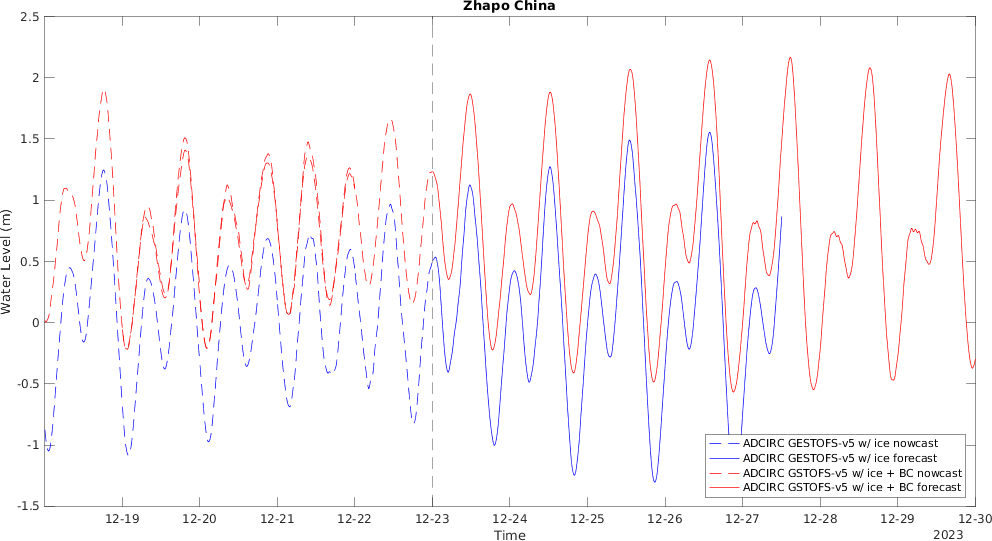 Zhapo China
2.5
2
1.5
1
0.5
0
-0.5
-1
-1.5
Water Level (m)
ADCIRC GESTOFS-v5 w/ ice nowcast
ADCIRC GESTOFS-v5 w/ ice forecast
ADCIRC GSTOFS-v5 w/ ice + BC nowcast
ADCIRC GSTOFS-v5 w/ ice + BC forecast
12-19 12-20 12-21 12-22 12-23 12-24 12-25 12-26 12-27 12-28 12-29 12-30
Time
2023